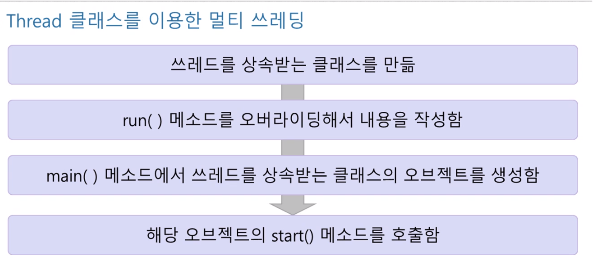 Thread 클래스를 이용한 멀티 쓰레딩
쓰레드를 상속받는 클래스를 만듦
run( ) 메소드를 오버라이딩해서 내용을 작성함
main( ) 메소드에서 쓰레드를 상속받는 클래스의 오브젝트를 생성함
해당 오브젝트의 start() 메소드를 호출함